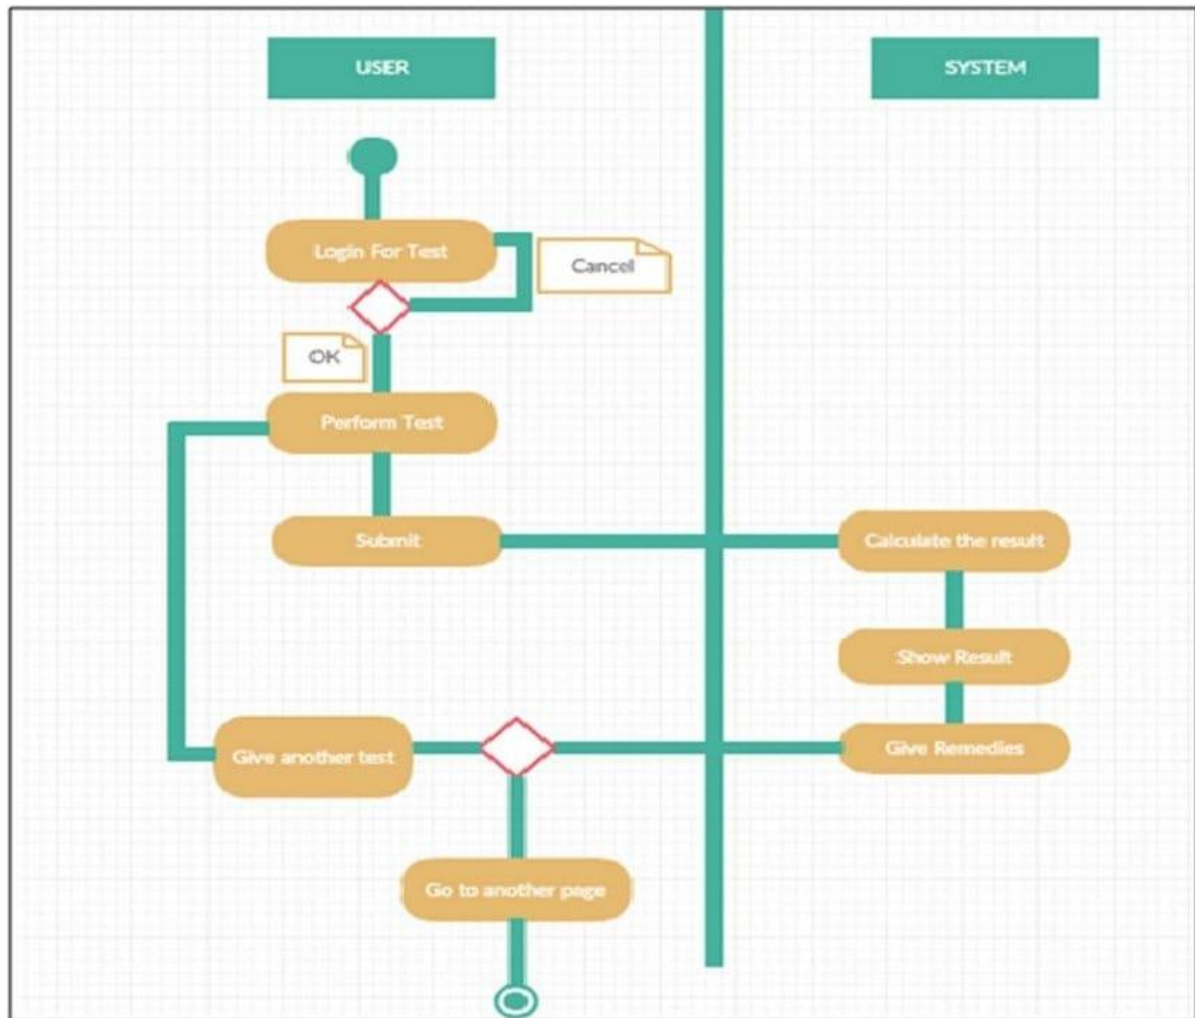 USER
SYSTEM
Login For Test
Cancel
OK
Perform Test
Submit
Calculate the result
Show Result
Give another test
Give Remedies
Go to another page